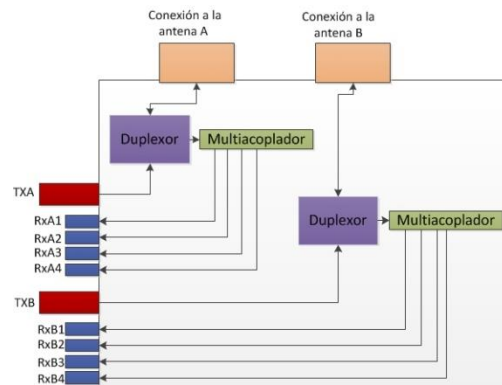 Conexión a la
antena A
Conexión a la
antena B
Duplexor
Multiacoplador
TXA
RxA1
RxA2
RxA3
RxA4
Duplexor
Multiacoplador
TXB
RxB1
RxB2
RxB3
RxB4